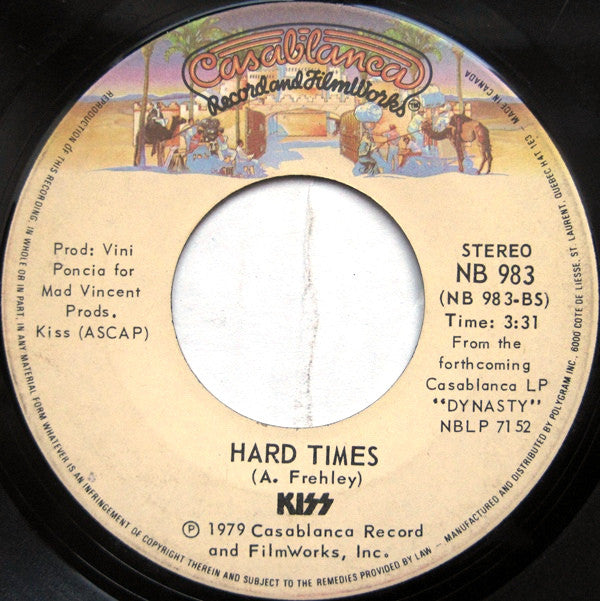 Casablanca
Record and FilmWorks™
Prod: Vini
Poncia for
Mad Vincent
Prods.
Kiss (ASCAP)
STEREO
NB 983
(NB 983-BS)
Time: 3:31
From the
forthcoming
Casablanca LP
"DYNASTY"
NBLP 7152
HARD TIMES
(A. Frehley)
KISS
Ⓟ 1979 Casablanca Record
and FilmWorks, Inc.
REPRODUCTION OF THIS RECORDING, IN WHOLE OR IN PART, IN ANY MATERIAL FORM WHATEVER IS AN INFRINGEMENT OF COPYRIGHT THEREIN AND SUBJECT TO THE REMEDIES PROVIDED BY LAW – MANUFACTURED AND DISTRIBUTED BY POLYGRAM INC., 6000 COTE DE LIESSE, ST. LAURENT, QUEBEC H4T 1E3 – MADE IN CANADA